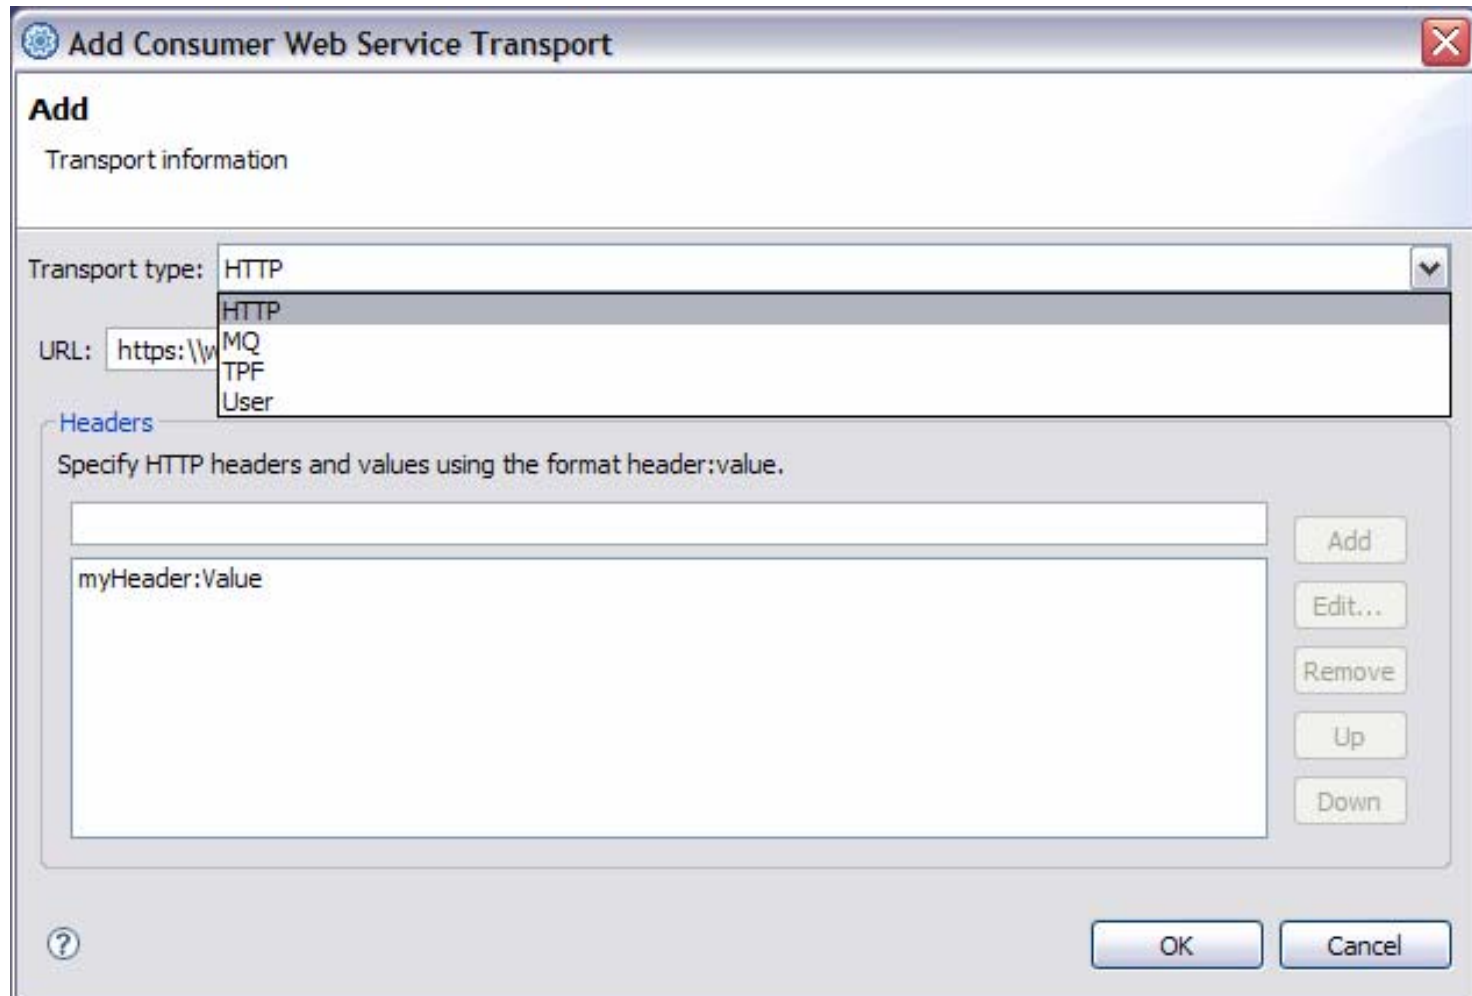 Add Consumer Web Service Transport
Add
Transport information
Transport type: HTTP
HTTP
MQ
TPF
User
URL: https:\\w
Headers
Specify HTTP headers and values using the format header:value.
Add
myHeader:Value
Edit...
Remove
Up
Down
?
OK
Cancel